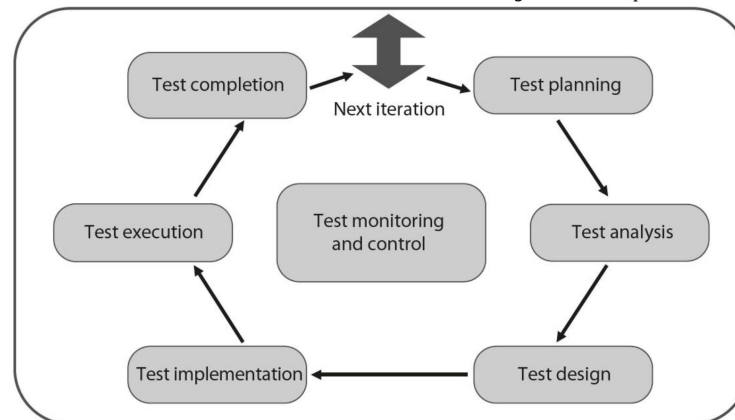 Test completion
Test planning
Next iteration
Test execution
Test monitoring
and control
Test analysis
Test implementation
Test design